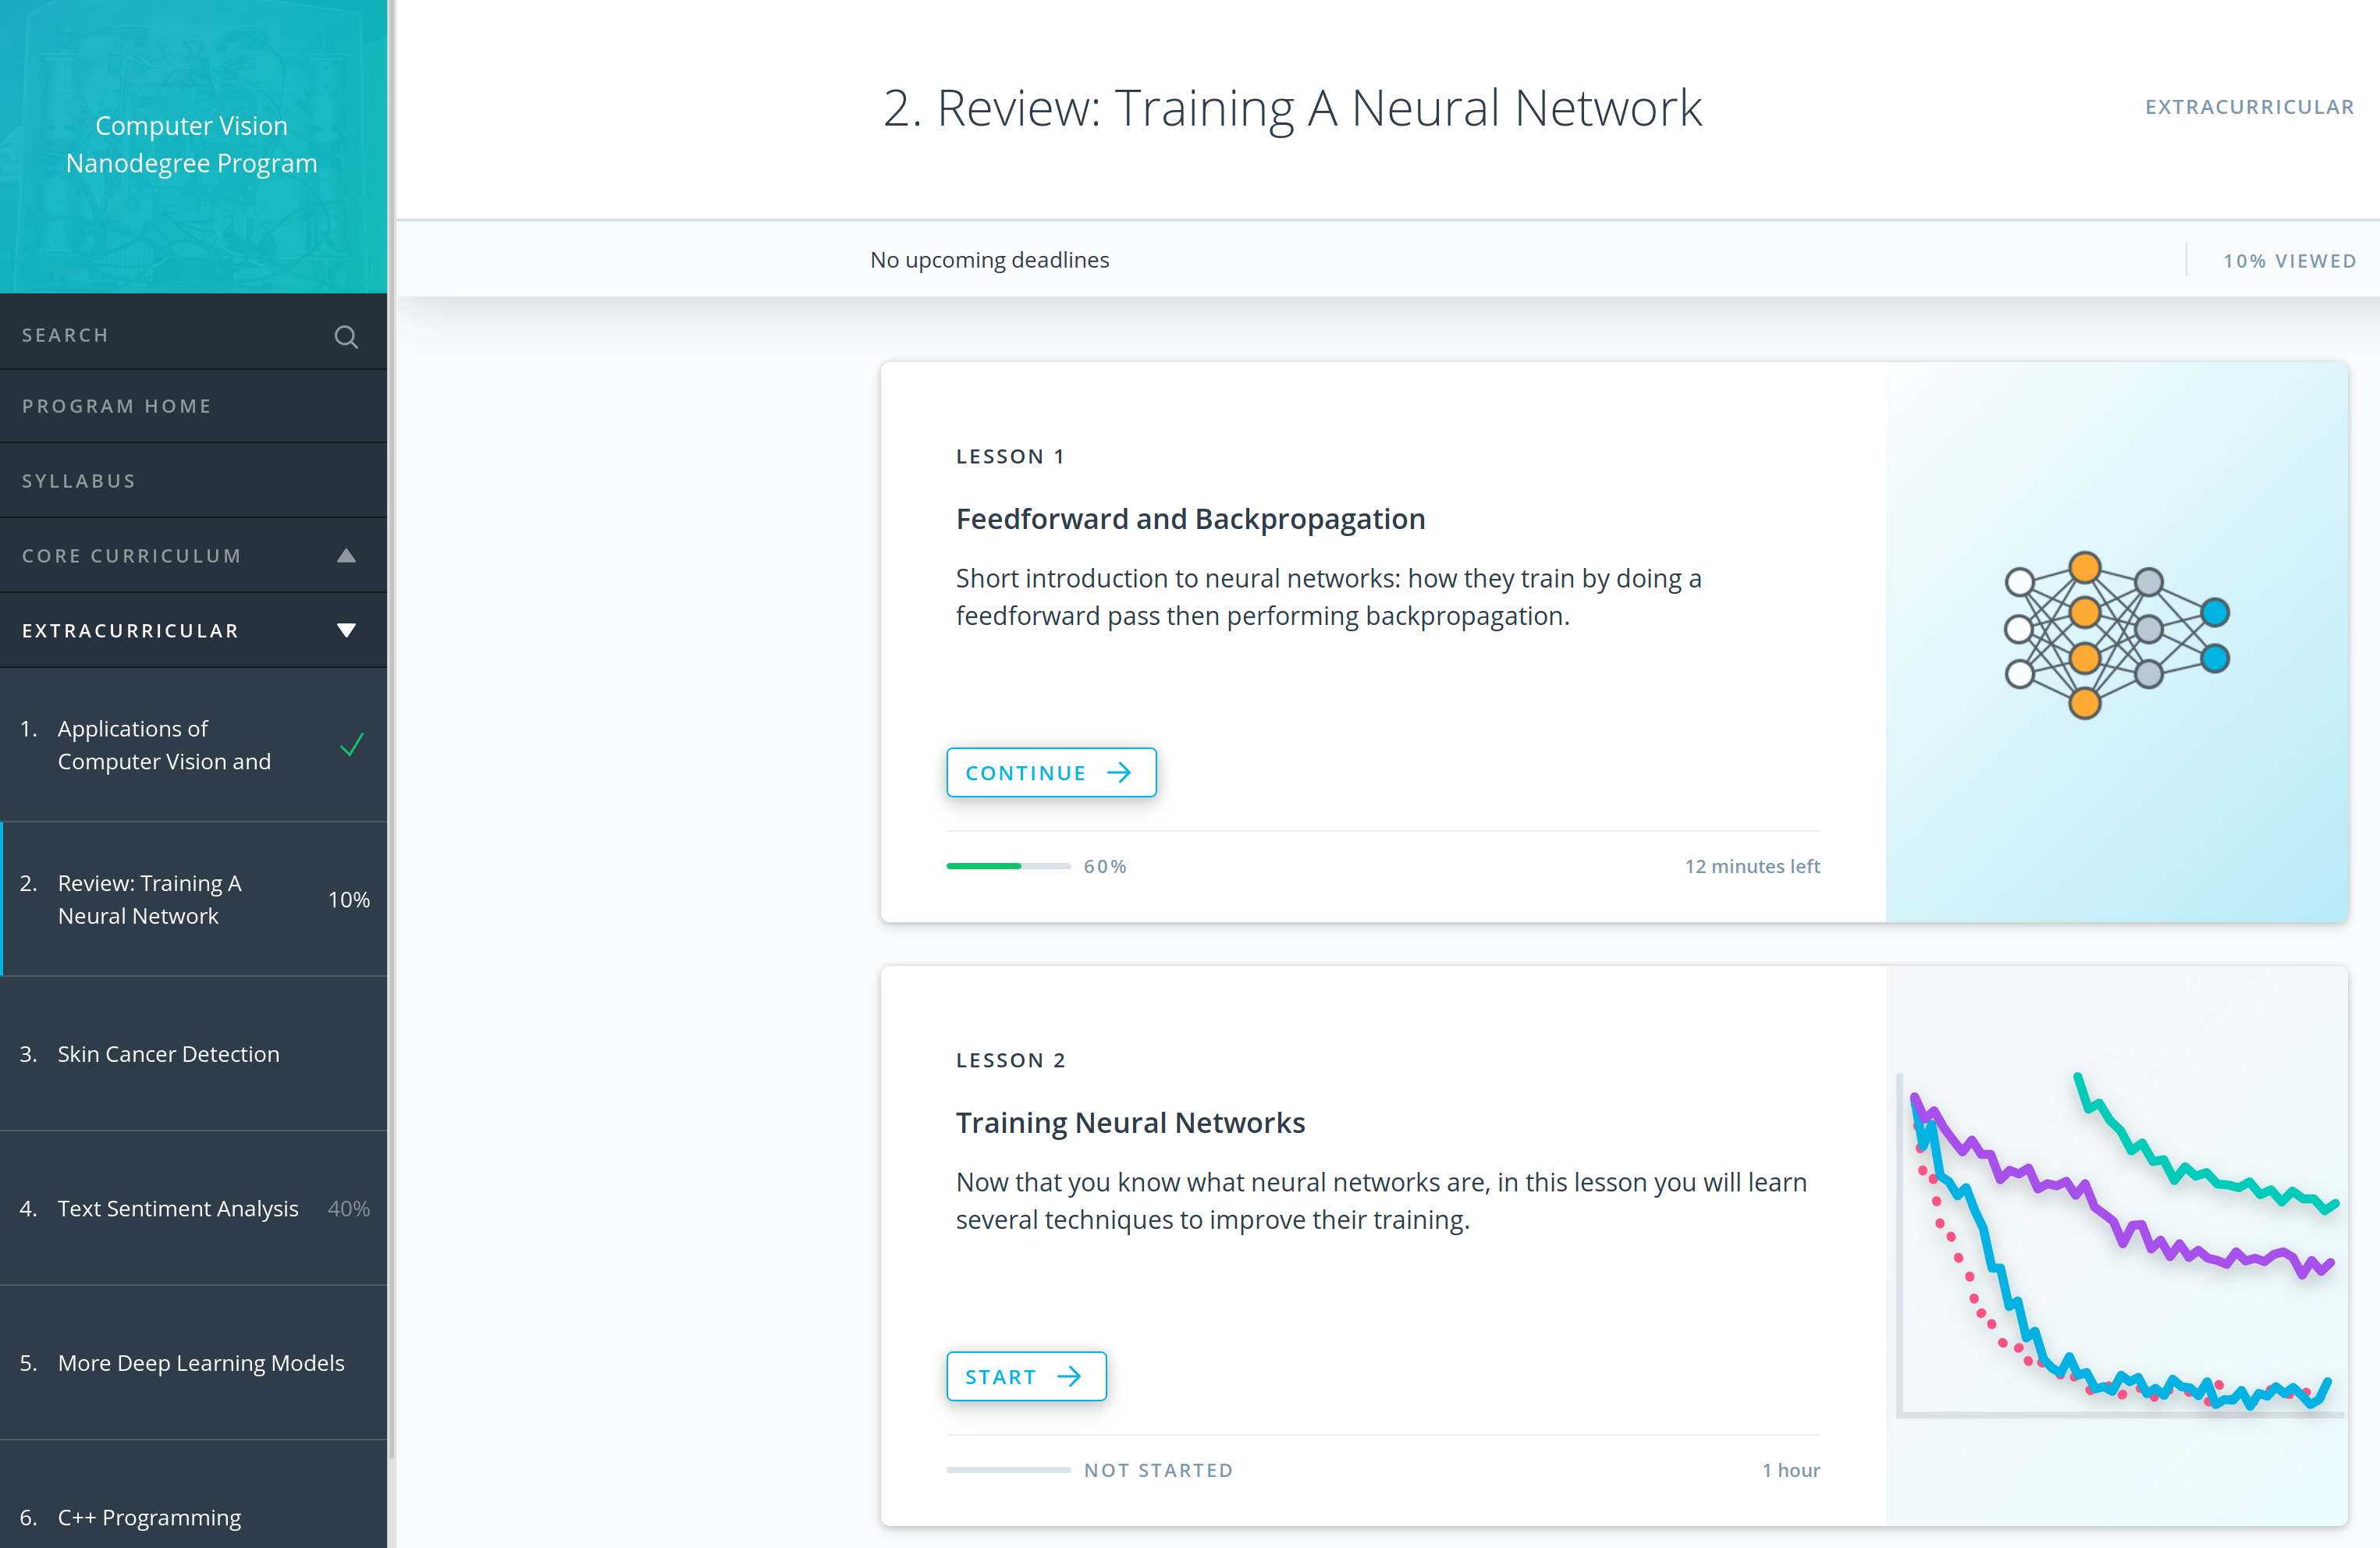 Computer Vision
Nanodegree Program
SEARCH
PROGRAM HOME
SYLLABUS
CORE CURRICULUM
EXTRACURRICULAR
1. Applications of
Computer Vision and
2. Review: Training A
Neural Network
10%
3. Skin Cancer Detection
4. Text Sentiment Analysis 40%
5. More Deep Learning Models
6. C++ Programming
2. Review: Training A Neural Network
EXTRACURRICULAR
No upcoming deadlines
10% VIEWED
LESSON 1
Feedforward and Backpropagation
Short introduction to neural networks: how they train by doing a
feedforward pass then performing backpropagation.
CONTINUE
60%
12 minutes left
LESSON 2
Training Neural Networks
Now that you know what neural networks are, in this lesson you will learn
several techniques to improve their training.
START
NOT STARTED
1 hour